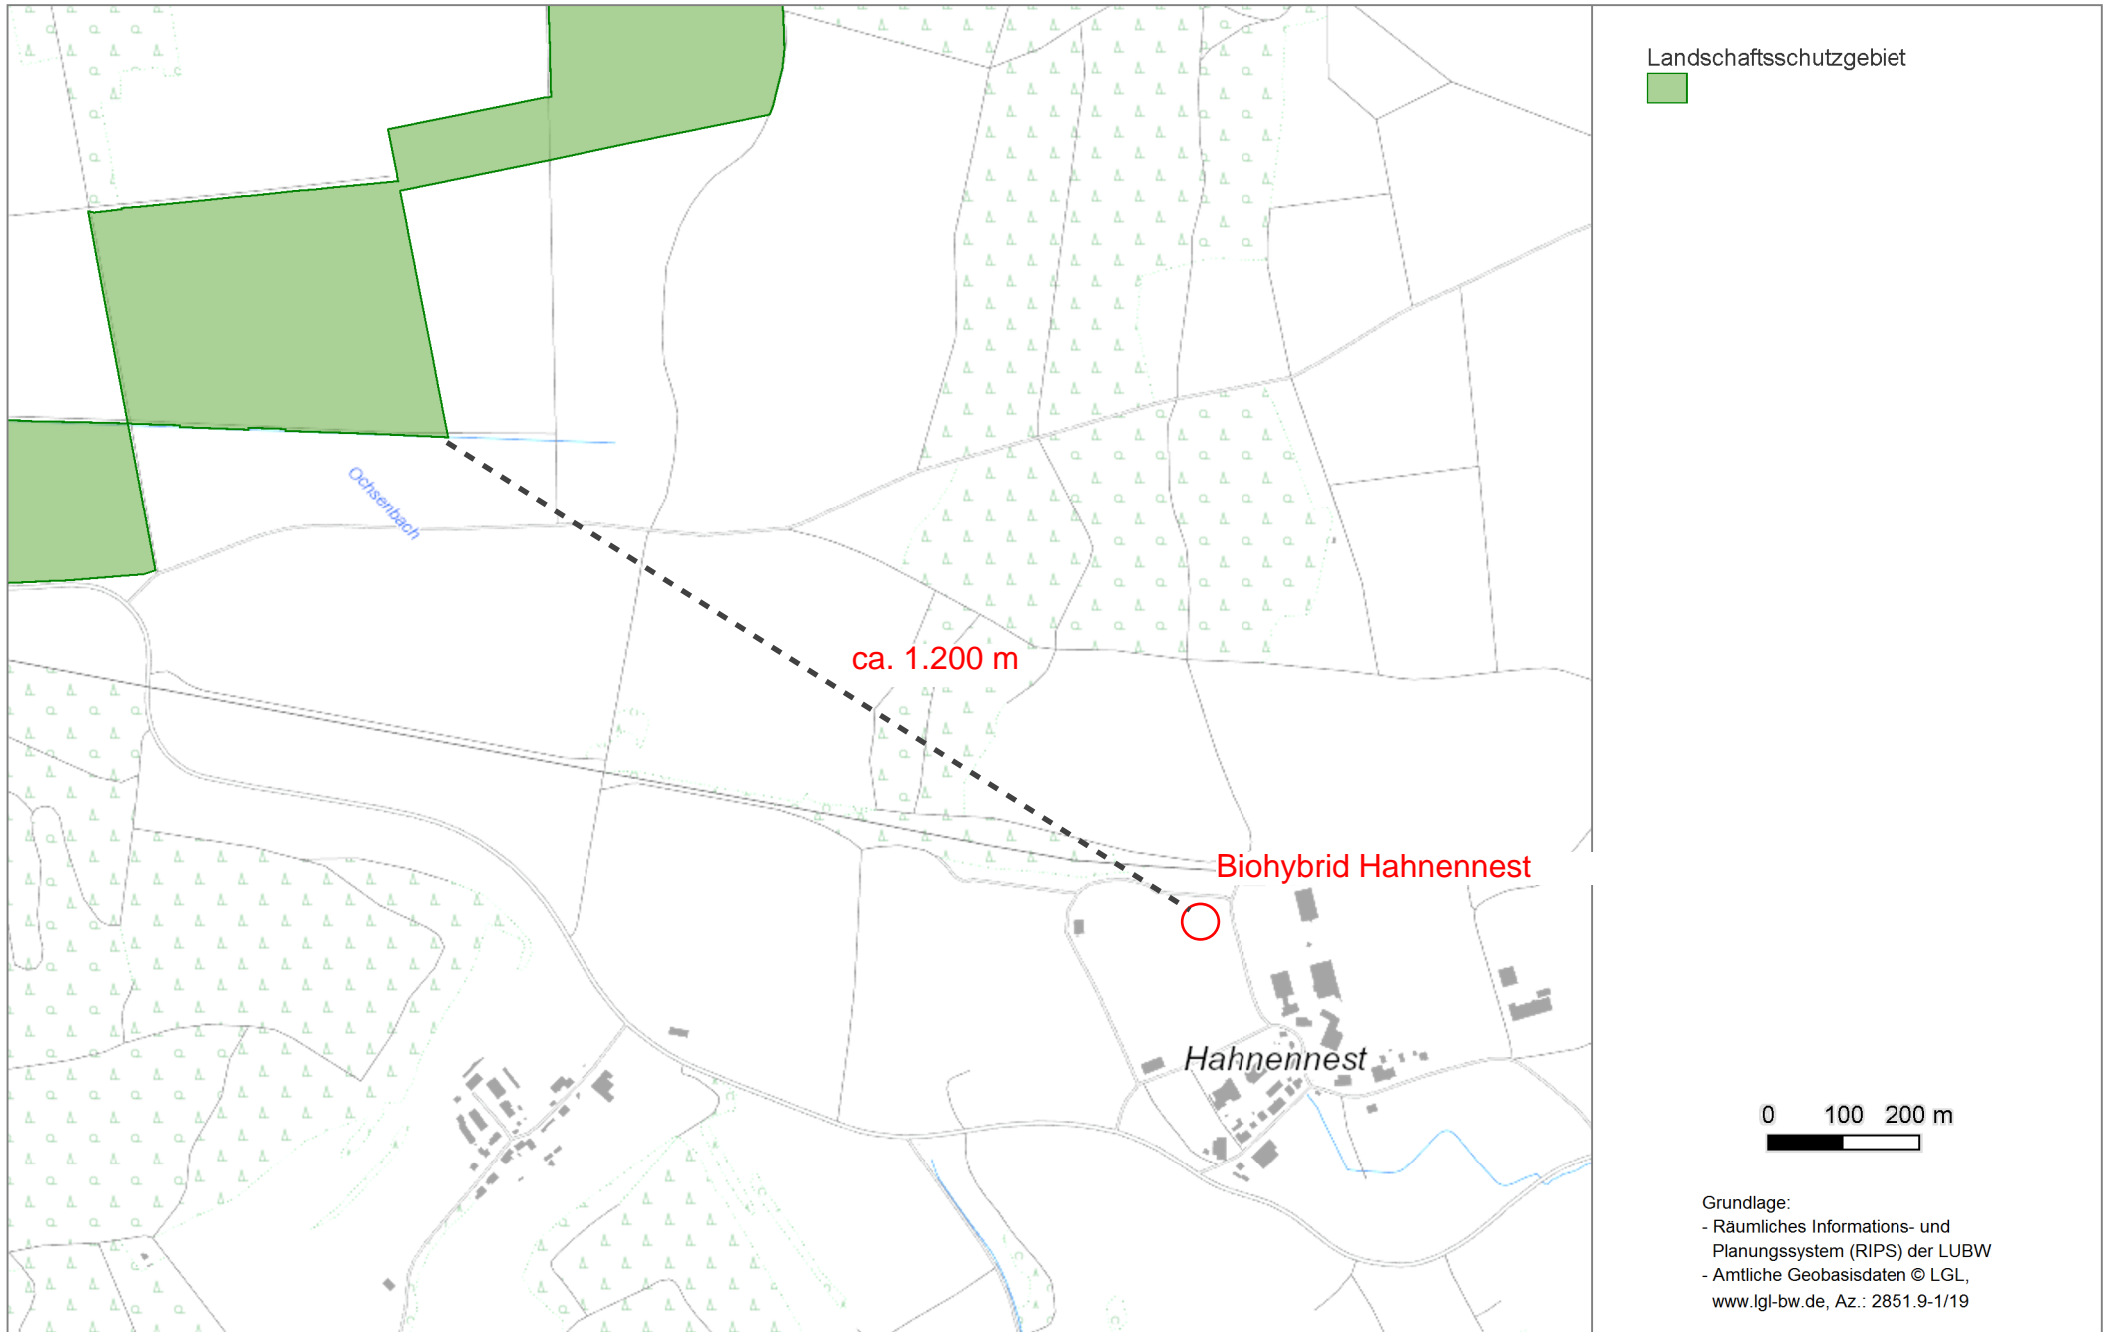 Landschaftsschutzgebiet
Ochsenbach
ca. 1.200 m
Biohybrid Hahnennest
Hahnennest
0 100 200 m
Grundlage:
- Räumliches Informations- und
Planungssystem (RIPS) der LUBW
- Amtliche Geobasisdaten © LGL,
www.lgl-bw.de, Az.: 2851.9-1/19